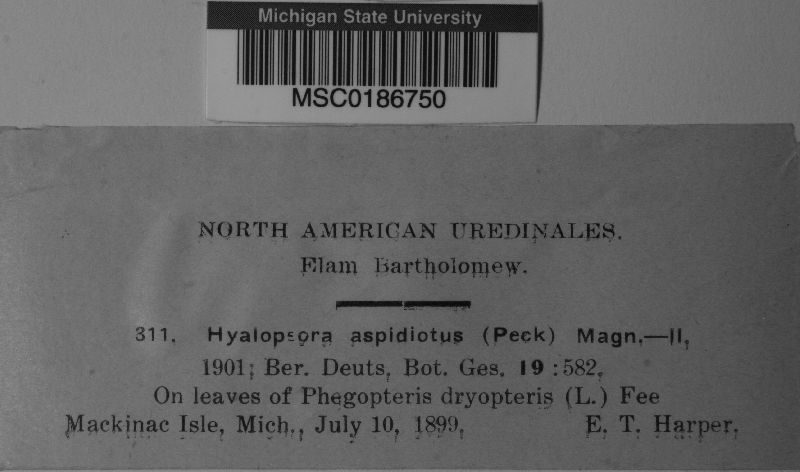 Michigan State University
MSC0186750
NORTH AMERICAN UREDINALES.
Elam Bartholomew.
311. Hyalopsora aspidiotus (Peck) Magn.—II,
1901; Ber. Deuts, Bot. Ges. 19:582.
On leaves of Phegopteris dryopteris (L.) Fee
Mackinac Isle, Mich., July 10, 1899. E. T. Harper.